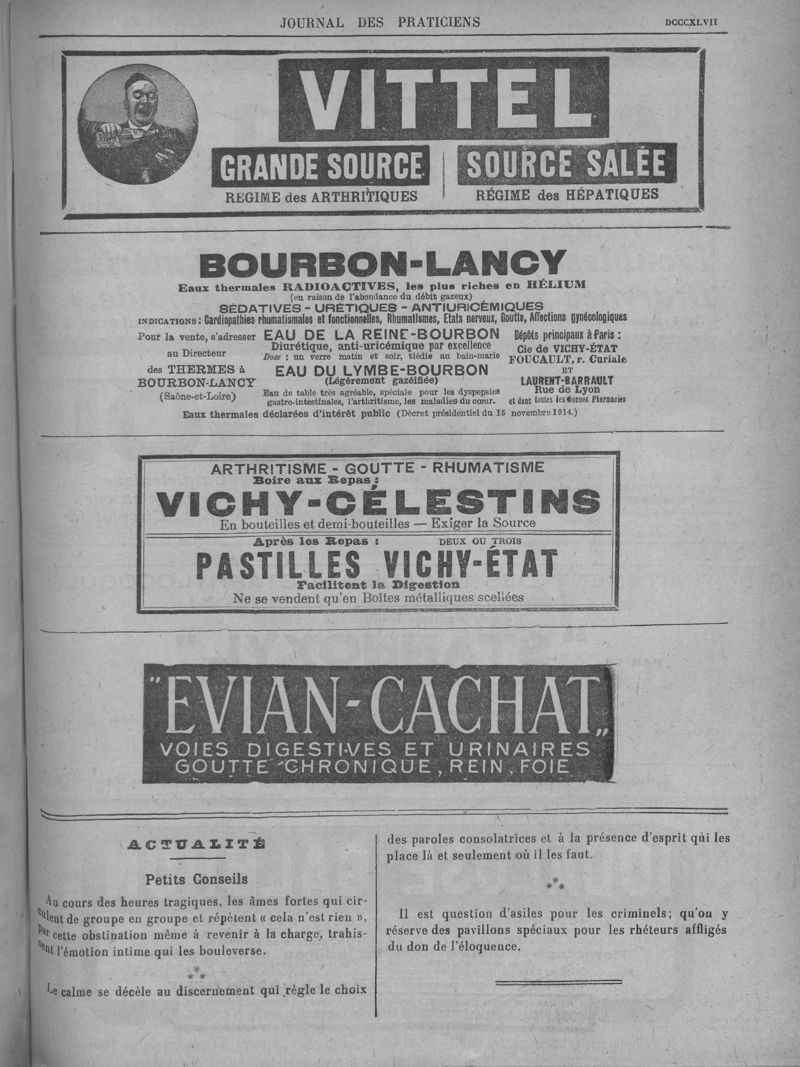 JOURNAL DES PRATICIENS
DCCCXLVII
VITTEL
GRANDE SOURCE
REGIME des ARTHRITIQUES
SOURCE SALÉE
RÉGIME des HÉPATIQUES
BOURBON-LANCY
Eaux thermales RADIOACTIVES, les plus riches en HÉLIUM
(en raison de l'abondance du débit gazeux)
SÉDATIVES - URÉTIQUES - ANTIURICÉMIQUES
INDICATIONS: Cardiopathies rhumatismales et fonctionnelles, Rhumatismes, Etats nerveux, Goutte, Affections gynécologiques
Pour la vente, s'adresser
au Directeur
des THERMES à
BOURBON-LANCY
(Saône-et-Loire)
EAU DE LA REINE-BOURBON
Diurétique, anti-uricémique par excellence
Dose : un verre matin et soir, tiédie au bain-marie
EAU DU LYMBE-BOURBON
(Légèrement gazéifiée)
Eau de table très agréable, spéciale pour les dyspepsies
gastro-intestinales, l'arthritisme, les maladies du cœur.
Dépôts principaux à Paris :
Cie de VICHY-ÉTAT
FOUCAULT, r. Curiale
ET
LAURENT-BARRAULT
Rue de Lyon
et dans toutes les bonnes Pharmacies
Eaux thermales déclarées d'intérêt public (Décret présidentiel du 15 novembre 1914.)
ARTHRITISME - GOUTTE - RHUMATISME
Boire aux Repas :
VICHY-CÉLESTINS
En bouteilles et demi-bouteilles — Exiger la Source
Après les Repas : DEUX OU TROIS
PASTILLES VICHY-ÉTAT
Facilitent la Digestion
Ne se vendent qu'en Boîtes métalliques scellées
"EVIAN-CACHAT„
VOIES DIGESTIVES ET URINAIRES
GOUTTE CHRONIQUE, REIN, FOIE
ACTUALITÉ
Petits Conseils
Au cours des heures tragiques, les âmes fortes qui cir-
culent de groupe en groupe et répètent « cela n'est rien »,
par cette obstination même à revenir à la charge, trahis-
sent l'émotion intime qui les bouleverse.
***
Le calme se décèle au discernement qui règle le choix
des paroles consolatrices et à la présence d'esprit qui les
place là et seulement où il les faut.
***
Il est question d'asiles pour les criminels; qu'on y
réserve des pavillons spéciaux pour les rhéteurs affligés
du don de l'éloquence.